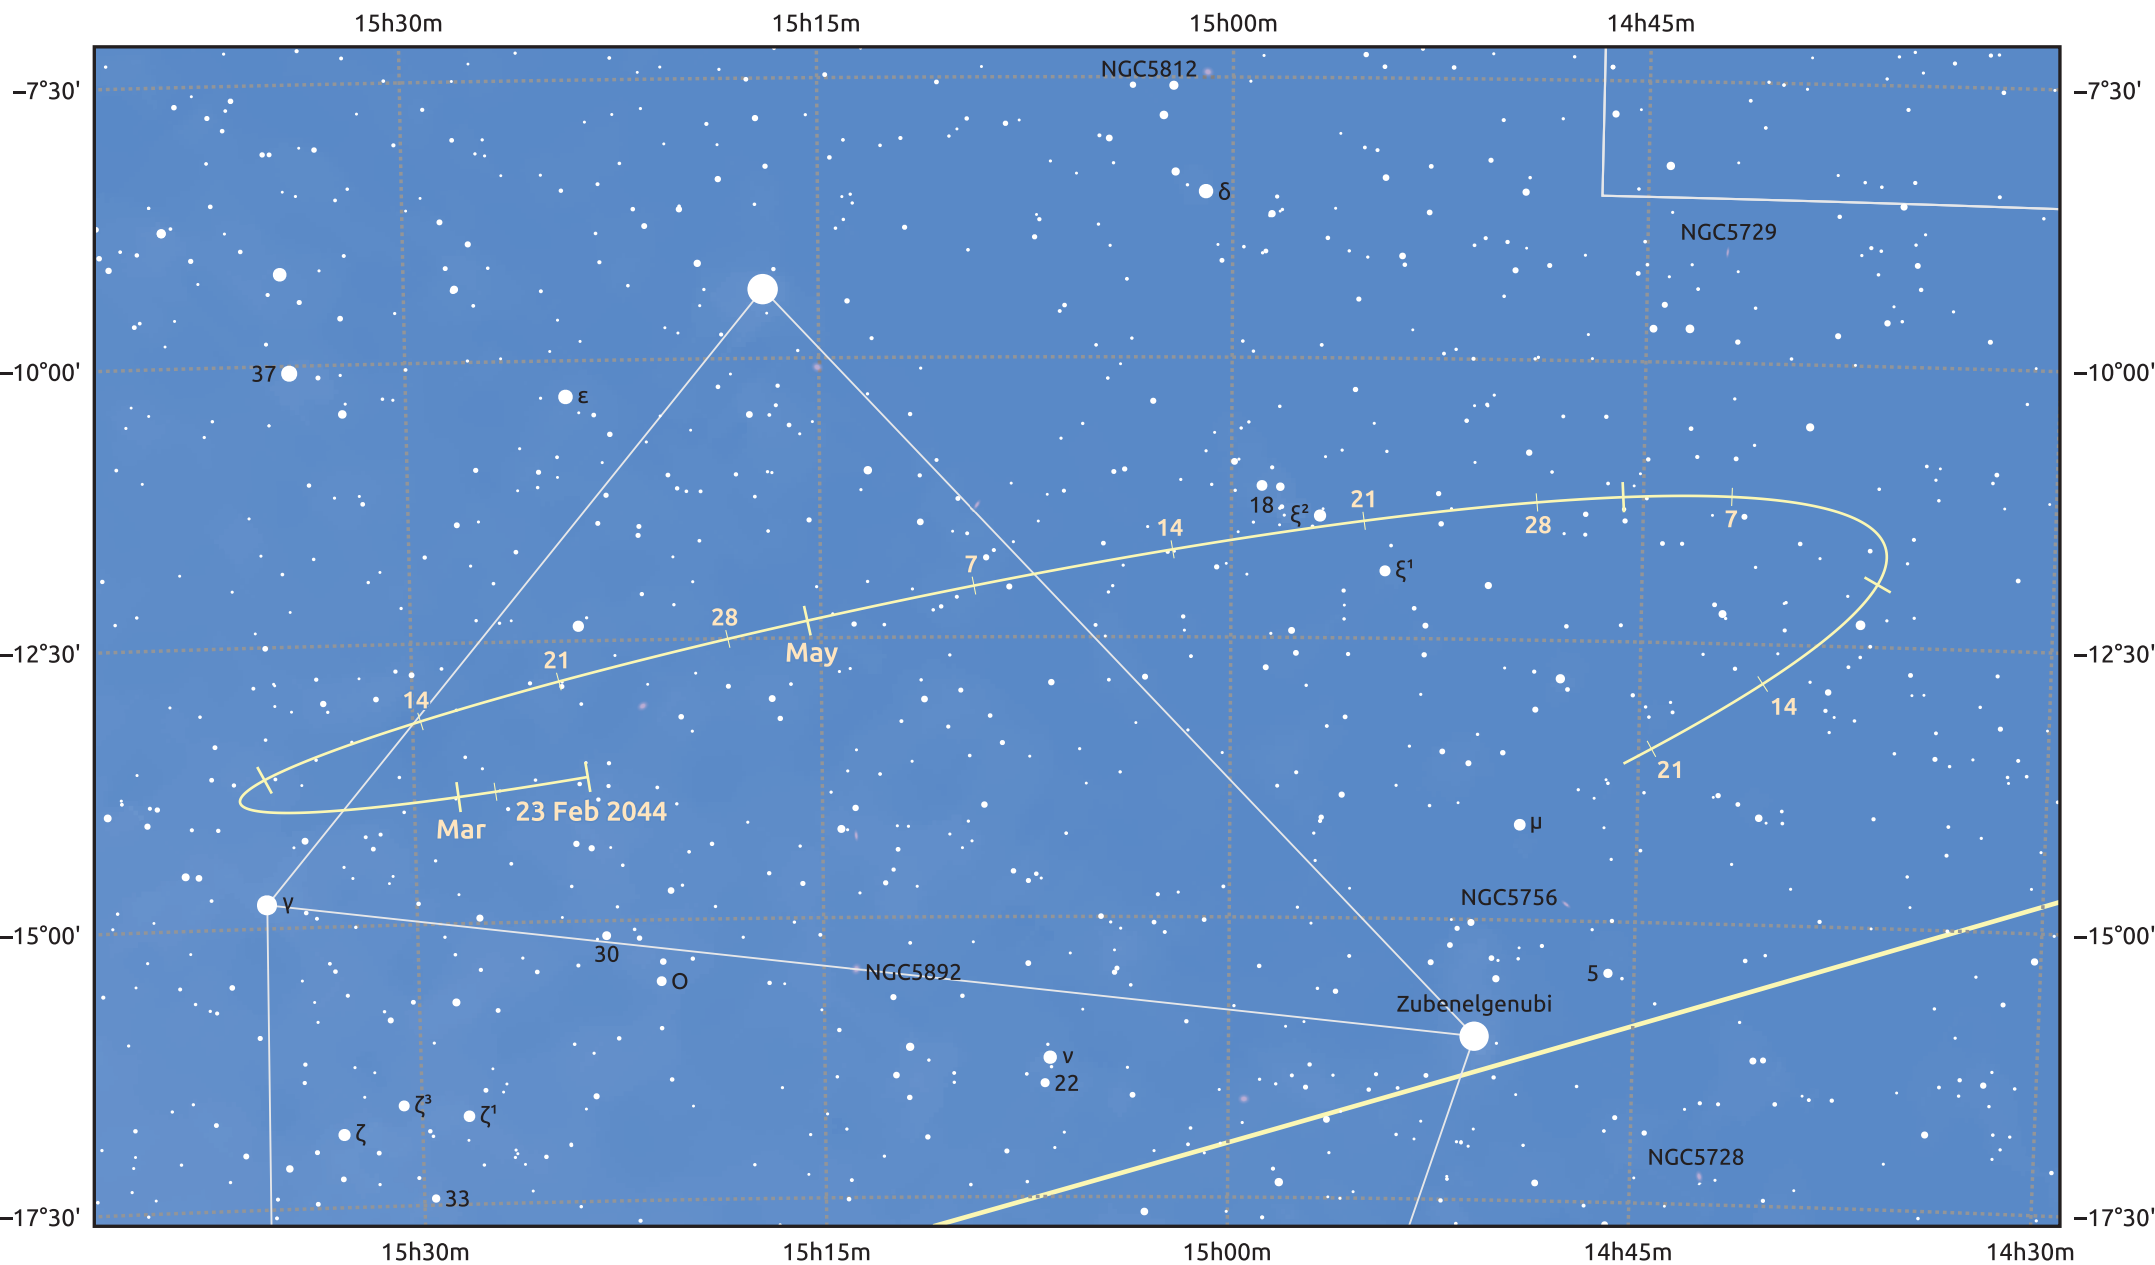 15h30m 15h15m 15h00m 14h45m
NGC5812
−7°30' −7°30'
δ
NGC5729
−10°00' −10°00'
37
ε
21
18 ξ²
28 7
14
7 ξ¹
28
−12°30' −12°30'
May
21
14
14
21
23 Feb 2044
Mar
μ
NGC5756
γ
−15°00' −15°00'
30
NGC5892
5
O
Zubenelgenubi
ν
22
ζ³
ζ¹
ζ
NGC5728
33
−17°30' −17°30'
15h30m 15h15m 15h00m 14h45m 14h30m